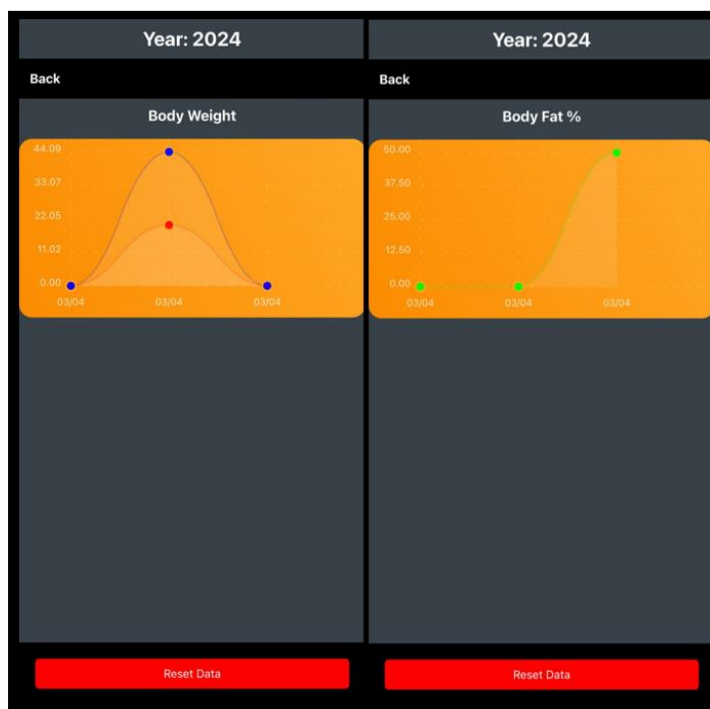 Year: 2024
Back
Body Weight
44.09
33.07
22.05
11.02
0.00
03/04 03/04 03/04
Reset Data
Year: 2024
Back
Body Fat %
50.00
37.50
25.00
12.50
0.00
03/04 03/04 03/04
Reset Data